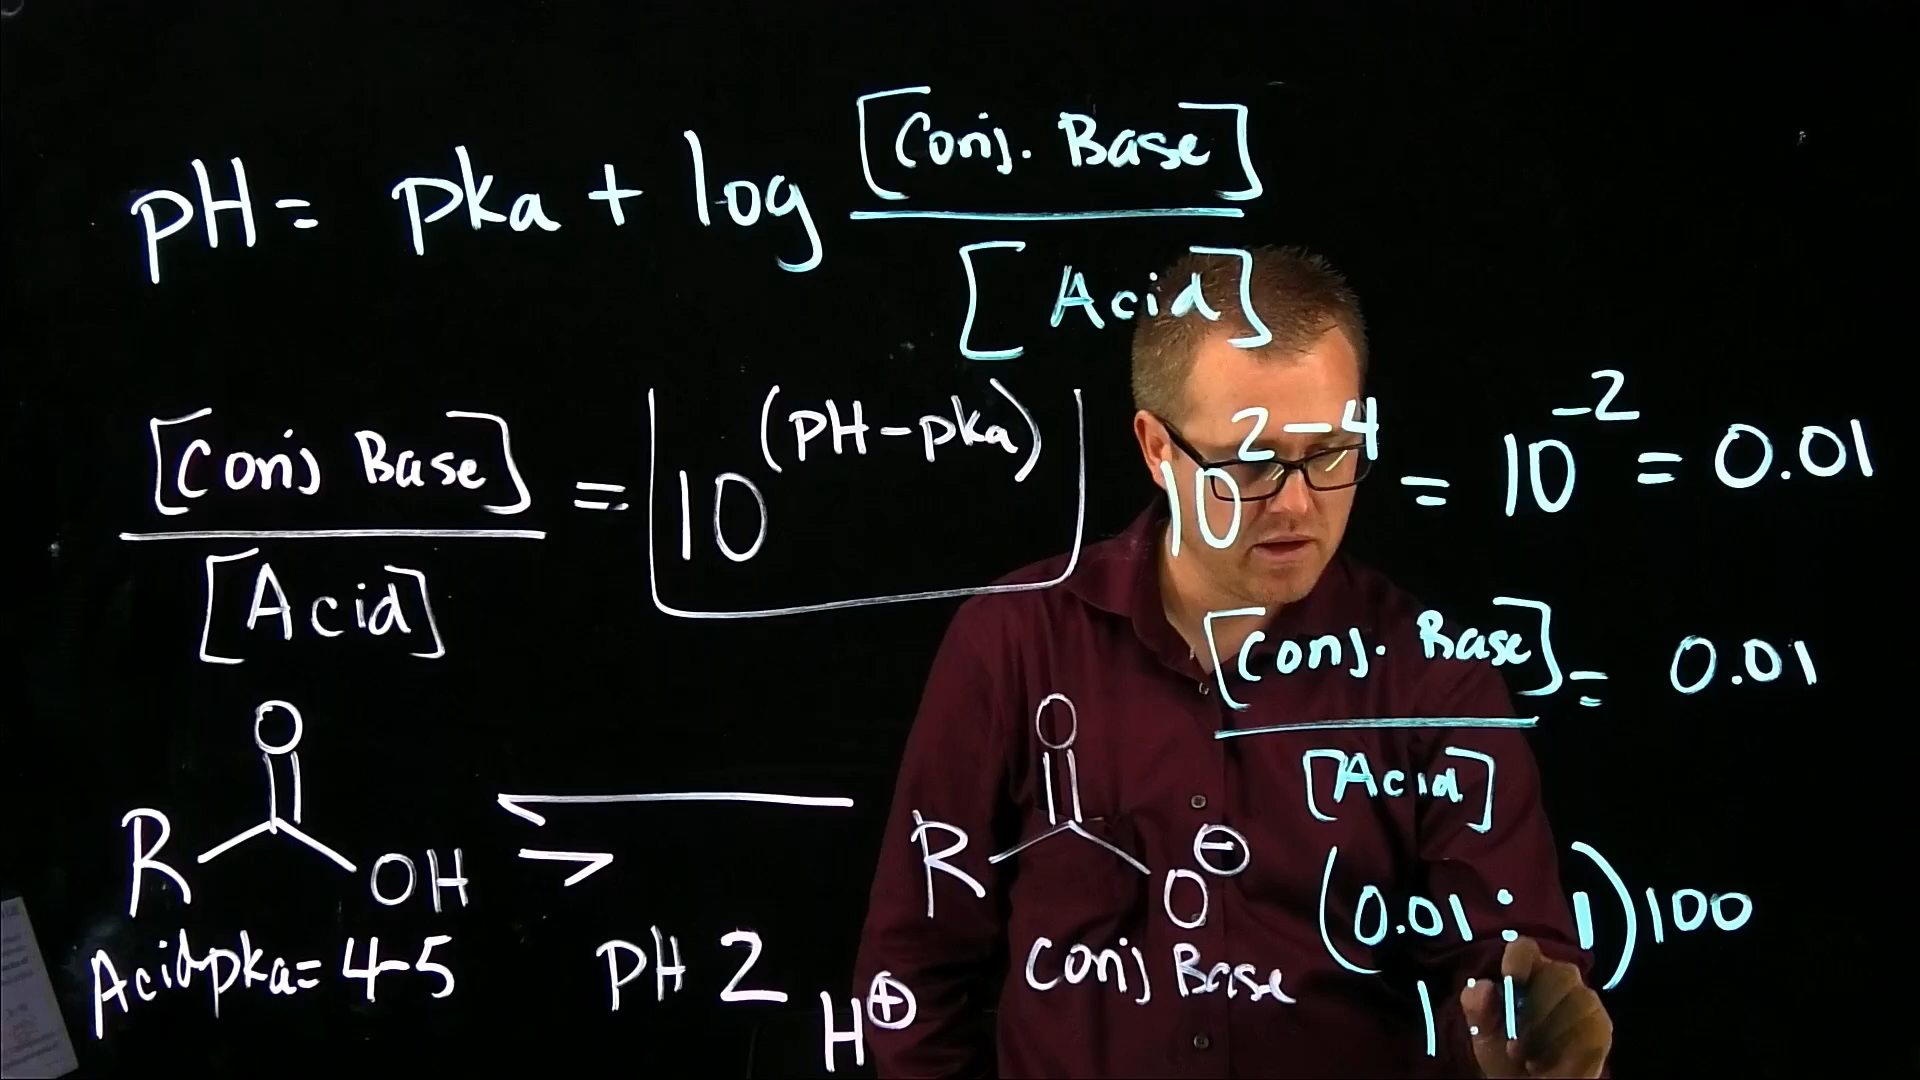 pH = pka + log [Conj. Base]
[Acid]
[Conj Base] = 10^(pH-pka)
[Acid]
10^2-4 = 10^-2 = 0.01
[Conj. Base] = 0.01
[Acid]
O
R OH
O
R O⊖
(0.01 : 1) 100
1 : 1
Acid pka= 4-5
pH 2
H⊕
Conj Base